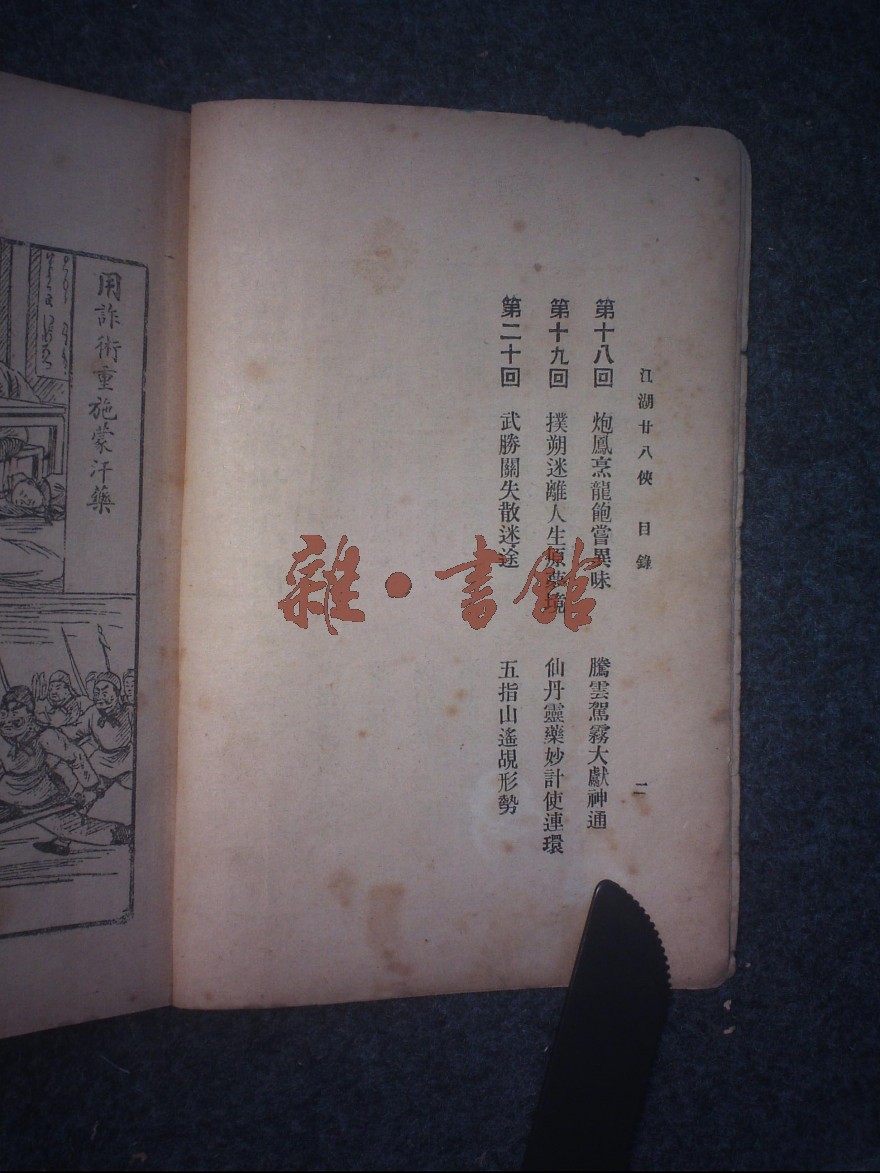 江湖廿八俠　目錄　二
第十八回　炮鳳烹龍飽嘗異味　騰雲駕霧大獻神通
第十九回　撲朔迷離人生原夢境　仙丹靈藥妙計使連環
第二十回　武勝關失散迷途　五指山遙覘形勢
用詐術重施蒙汗藥
雜·書館